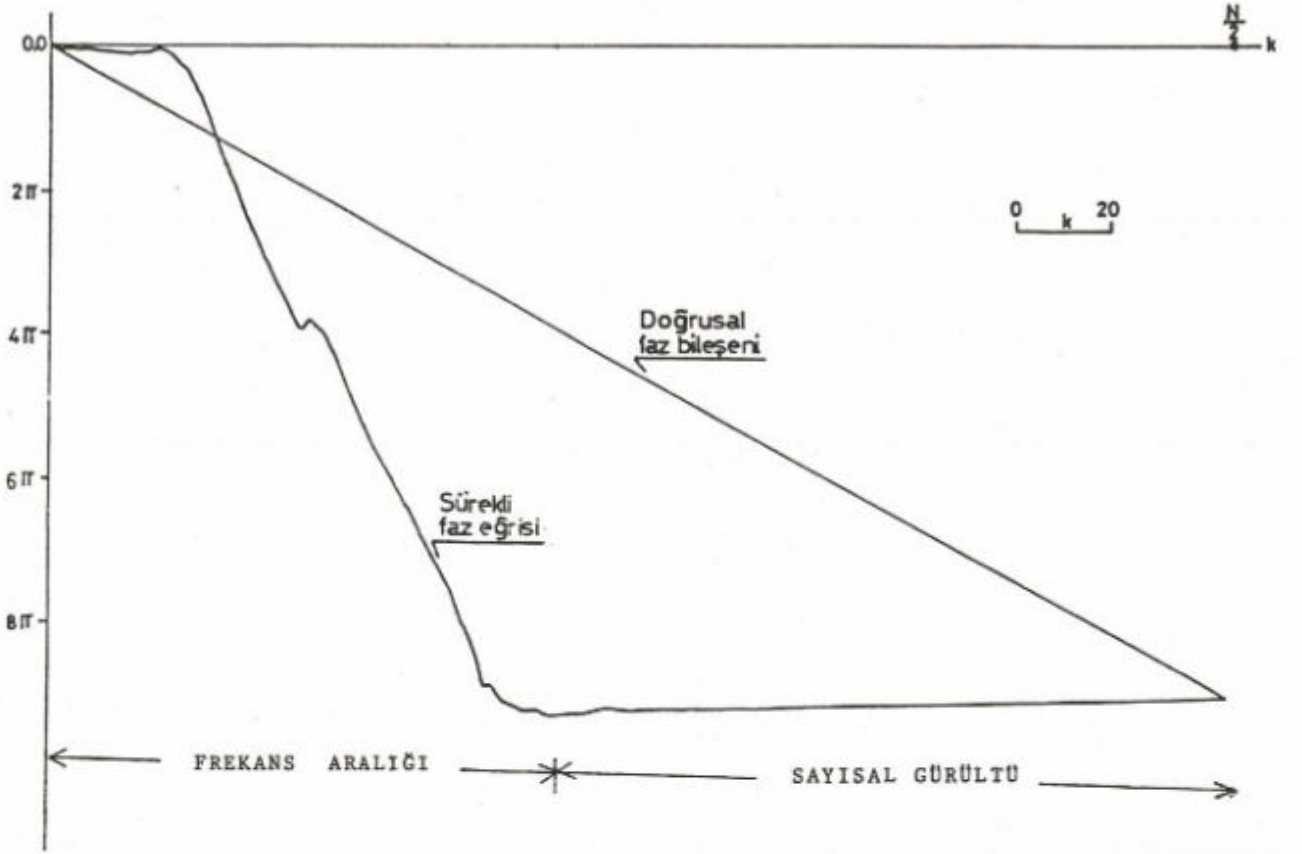 0.0
N
2
k
2π
0 20
k
4π
Doğrusal
faz bileşeni
6π
Sürekli
faz eğrisi
8π
FREKANS ARALIĞI
SAYISAL GÜRÜLTÜ